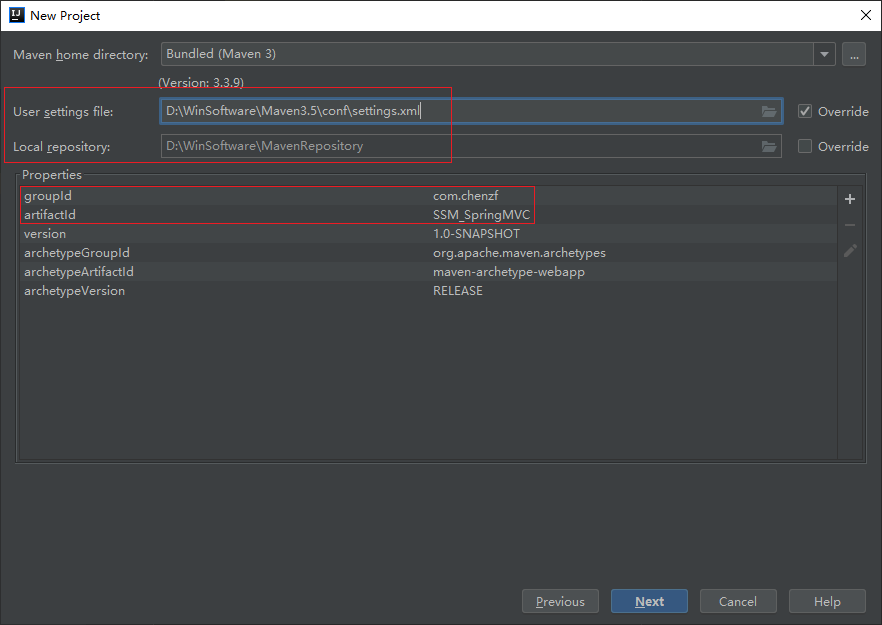 New Project
Maven home directory: Bundled (Maven 3) ...
(Version: 3.3.9)
User settings file: D:\WinSoftware\Maven3.5\conf\settings.xml Override
Local repository: D:\WinSoftware\MavenRepository Override
Properties
groupId com.chenzf
artifactId SSM_SpringMVC
version 1.0-SNAPSHOT
archetypeGroupId org.apache.maven.archetypes
archetypeArtifactId maven-archetype-webapp
archetypeVersion RELEASE
Previous Next Cancel Help